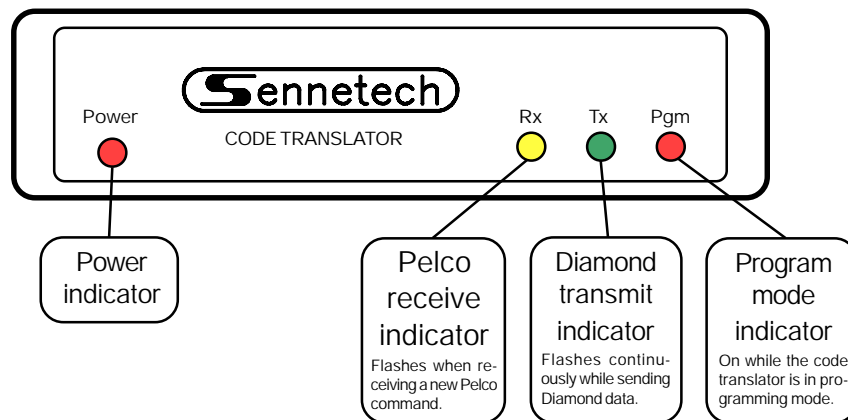 Sennetech
Power
CODE TRANSLATOR
Rx Tx Pgm
Power
indicator
Pelco
receive
indicator
Flashes when re-
ceiving a new Pelco
command.
Diamond
transmit
indicator
Flashes continu-
ously while sending
Diamond data.
Program
mode
indicator
On while the code
translator is in pro-
gramming mode.